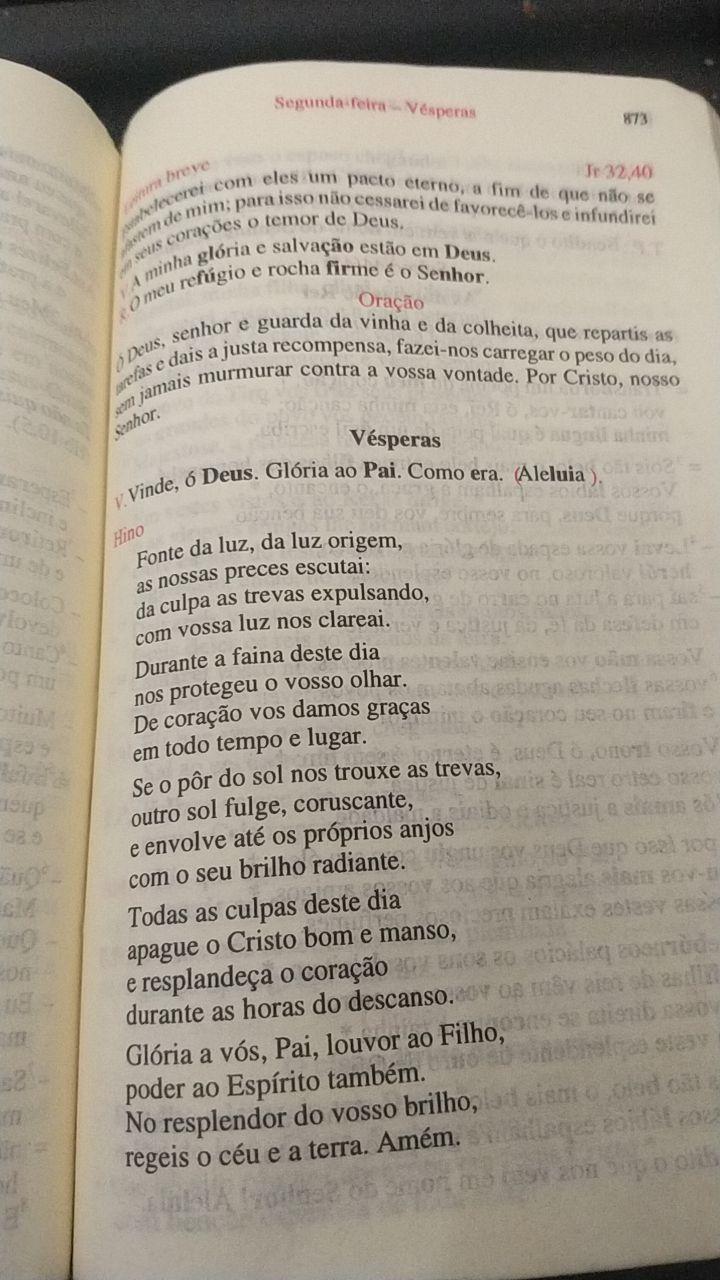 Segunda-feira – Vésperas
873
Leitura breve
Jr 32,40
Estabelecerei com eles um pacto eterno, a fim de que não se
afastem de mim; para isso não cessarei de favorecê-los e infundirei
em seus corações o temor de Deus.
V. A minha glória e salvação estão em Deus.
R. O meu refúgio e rocha firme é o Senhor.
Oração
Ó Deus, senhor e guarda da vinha e da colheita, que repartis as
tarefas e dais a justa recompensa, fazei-nos carregar o peso do dia,
sem jamais murmurar contra a vossa vontade. Por Cristo, nosso
Senhor.
Vésperas
V. Vinde, ó Deus. Glória ao Pai. Como era. (Aleluia).
Hino
Fonte da luz, da luz origem,
as nossas preces escutai:
da culpa as trevas expulsando,
com vossa luz nos clareai.
Durante a faina deste dia
nos protegeu o vosso olhar.
De coração vos damos graças
em todo tempo e lugar.
Se o pôr do sol nos trouxe as trevas,
outro sol fulge, coruscante,
e envolve até os próprios anjos
com o seu brilho radiante.
Todas as culpas deste dia
apague o Cristo bom e manso,
e resplandeça o coração
durante as horas do descanso.
Glória a vós, Pai, louvor ao Filho,
poder ao Espírito também.
No resplendor do vosso brilho,
regeis o céu e a terra. Amém.